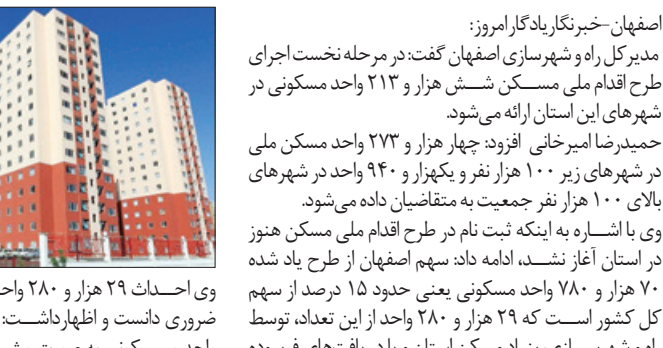 اصفهان-خبرنگار یادگار امروز:
مدیر کل راه و شهرسازی اصفهان گفت: در مرحله نخست اجرای
طرح اقدام ملی مسکن شش هزار و ۲۱۳ واحد مسکونی در
شهرهای این استان ارائه می‌شود.
حمیدرضا امیرخانی افزود: چهار هزار و ۲۷۳ واحد مسکن ملی
در شهرهای زیر ۱۰۰ هزار نفر و یکهزار و ۹۴۰ واحد در شهرهای
بالای ۱۰۰ هزار نفر جمعیت به متقاضیان داده می‌شود.
وی با اشاره به اینکه ثبت نام در طرح اقدام ملی مسکن هنوز
در استان آغاز نشد، ادامه داد: سهم اصفهان از طرح یاد شده
۷۰ هزار و ۷۸۰ واحد مسکونی یعنی حدود ۱۵ درصد از سهم
کل کشور است که ۲۹ هزار و ۲۸۰ واحد از این تعداد، توسط
وی احداث ۲۹ هزار و ۲۸۰
ضروری دانست و اظهارداشت: